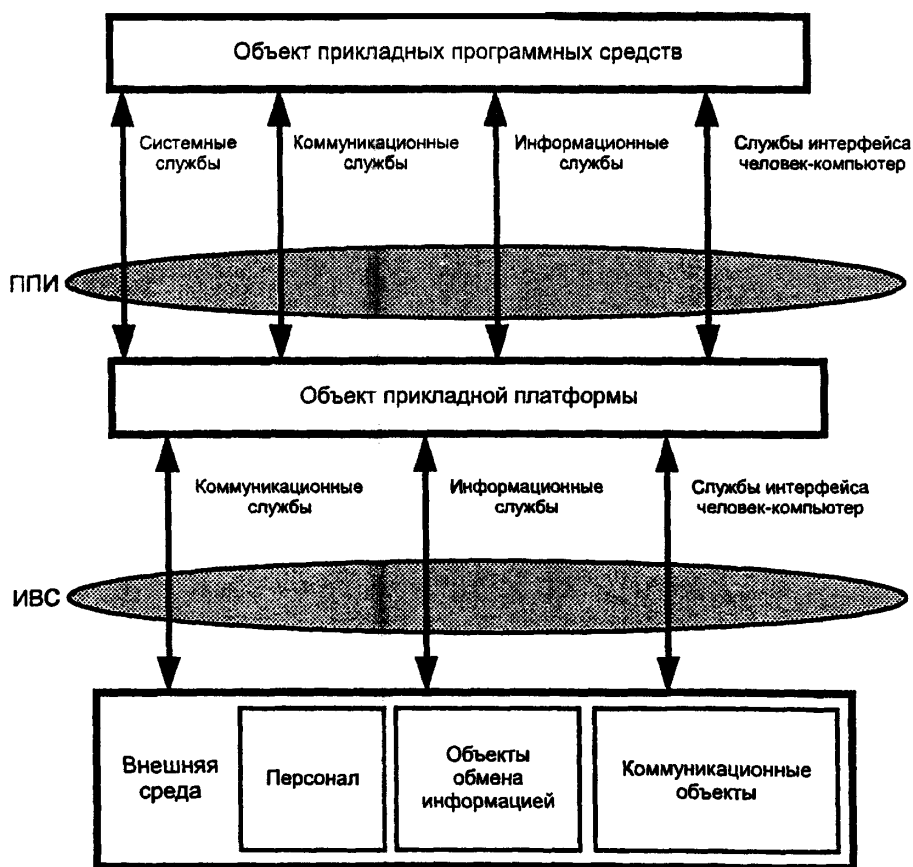 Объект прикладных программных средств
Системные
службы
Коммуникационные
службы
Информационные
службы
Службы интерфейса
человек-компьютер
ППИ
Объект прикладной платформы
Коммуникационные
службы
Информационные
службы
Службы интерфейса
человек-компьютер
ИВС
Внешняя
среда
Персонал
Объекты
обмена
информацией
Коммуникационные
объекты